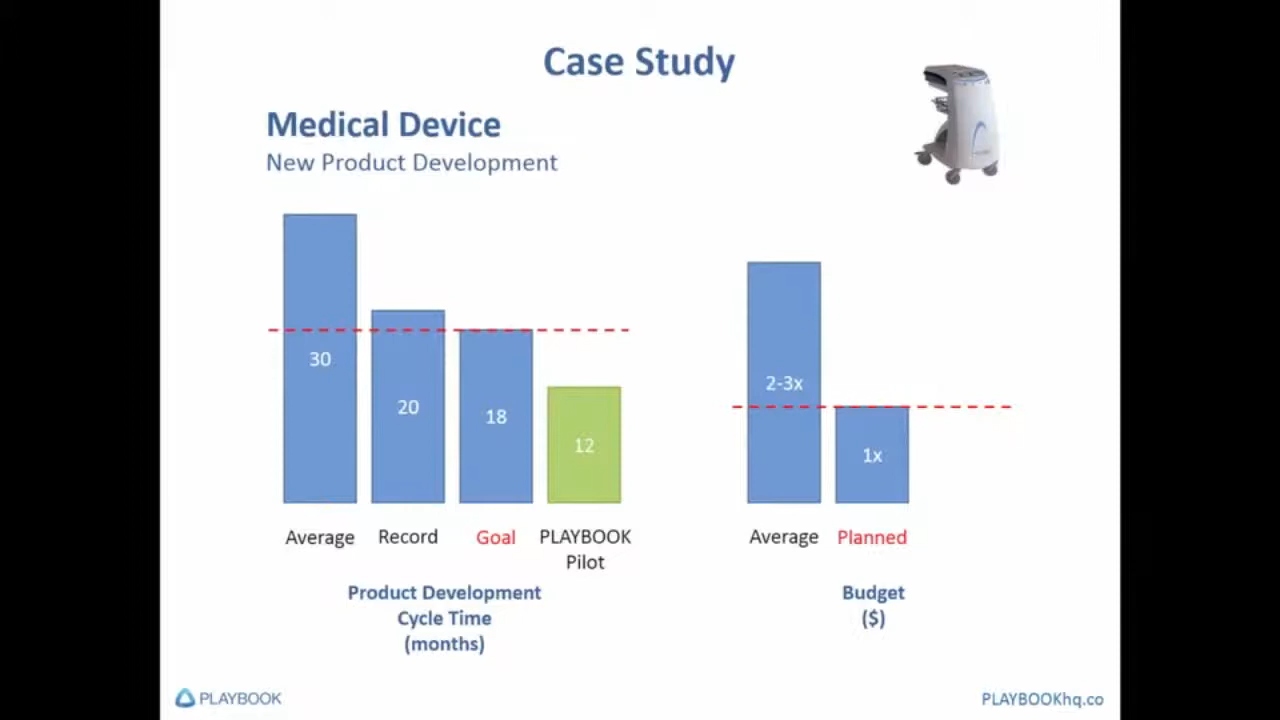 Case Study
Medical Device
New Product Development
30
20
18
12
Average
Record
Goal
PLAYBOOK
Pilot
Product Development
Cycle Time
(months)
2-3x
1x
Average
Planned
Budget
($)
PLAYBOOK
PLAYBOOKhq.co